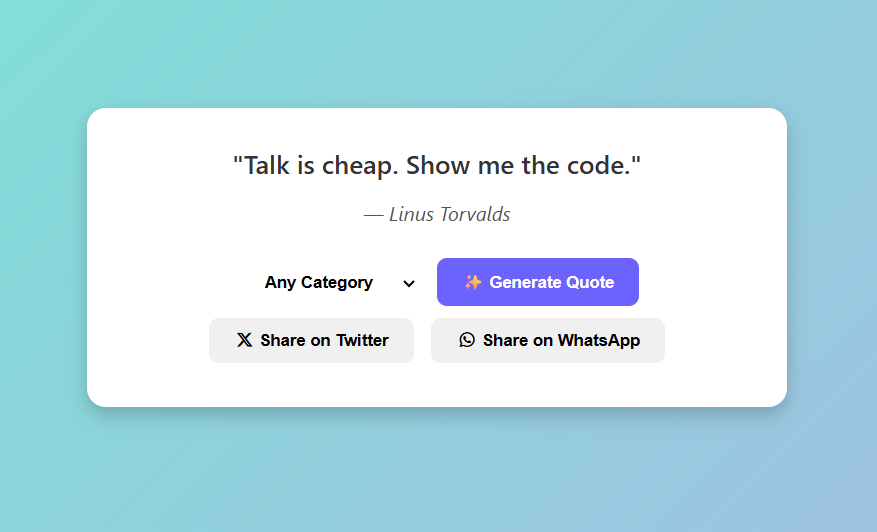 "Talk is cheap. Show me the code."
— Linus Torvalds
Any Category ✨ Generate Quote
Share on Twitter Share on WhatsApp